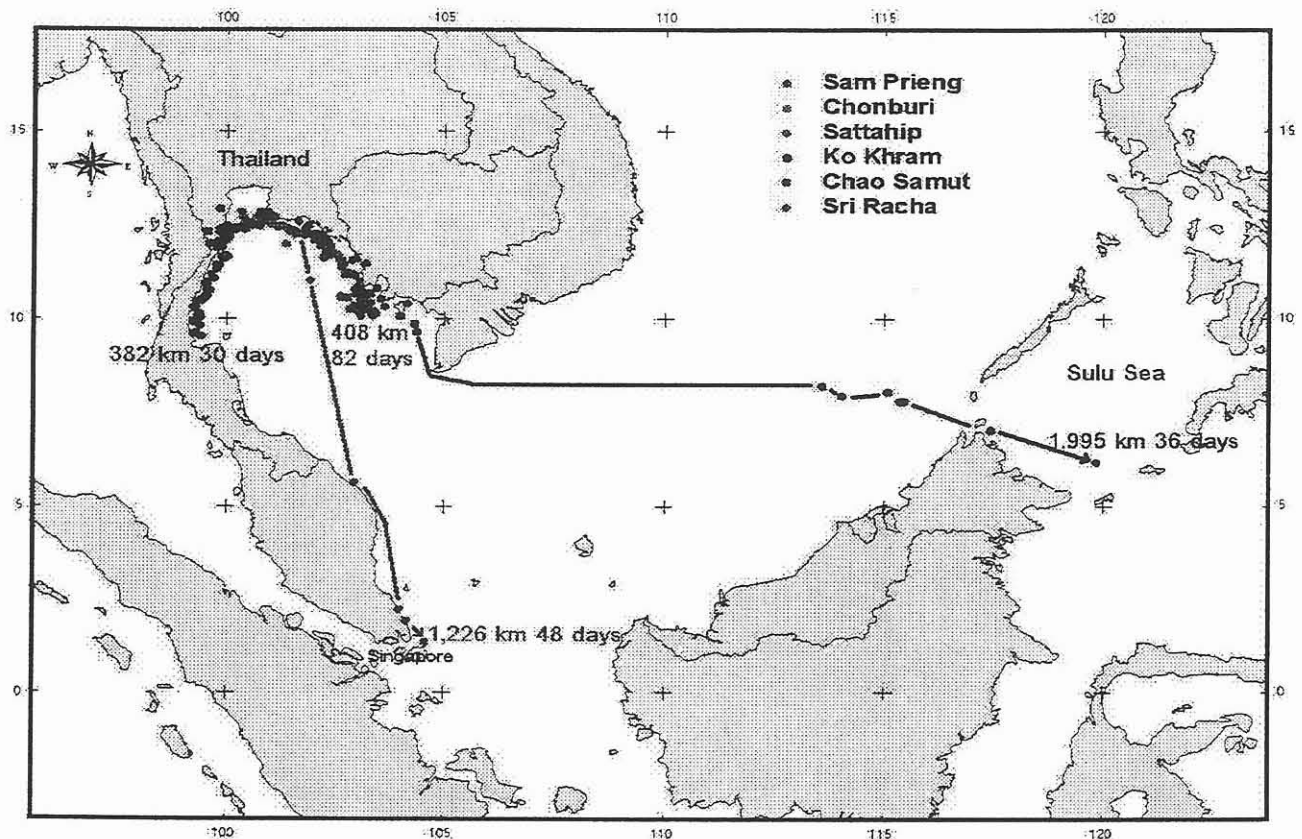 100 105 110 115 120
Sam Prieng
Chonburi
Sattahip
Ko Khram
Chao Samut
Sri Racha
15 15
N
W E
S
Thailand
10 10
408 km
382 km 30 days 82 days
Sulu Sea
1,995 km 36 days
5 5
1,226 km 48 days
Singapore
0 0
100 105 110 115 120